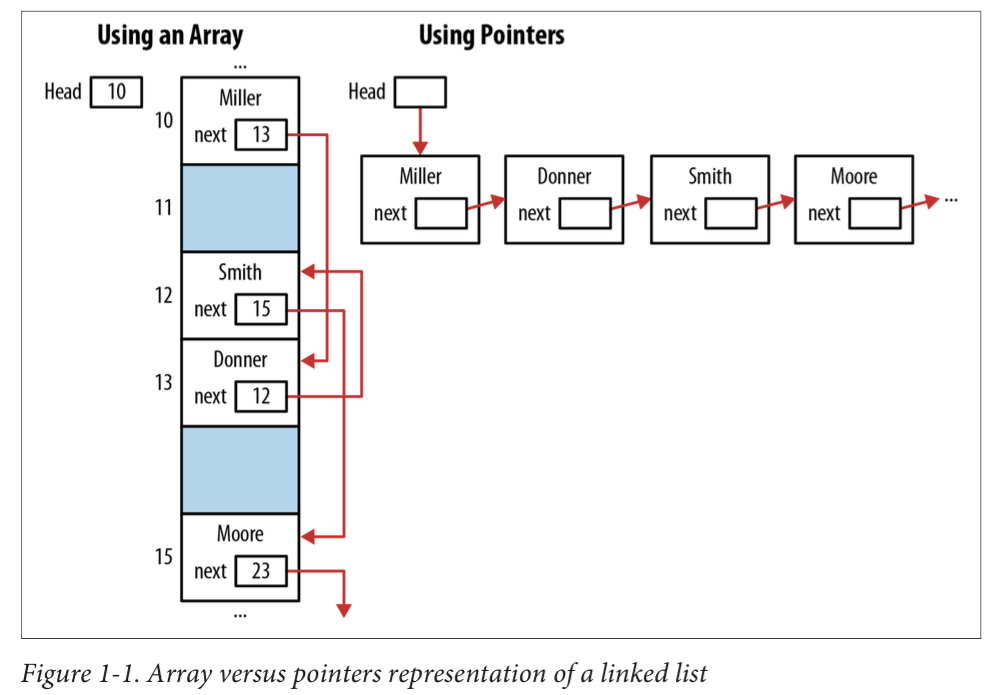 Using an Array
Using Pointers
...
Head 10
10
Miller
next 13
11
12
Smith
next 15
13
Donner
next 12
15
Moore
next 23
...
Head
Miller
next
Donner
next
Smith
next
Moore
next
...
Figure 1-1. Array versus pointers representation of a linked list